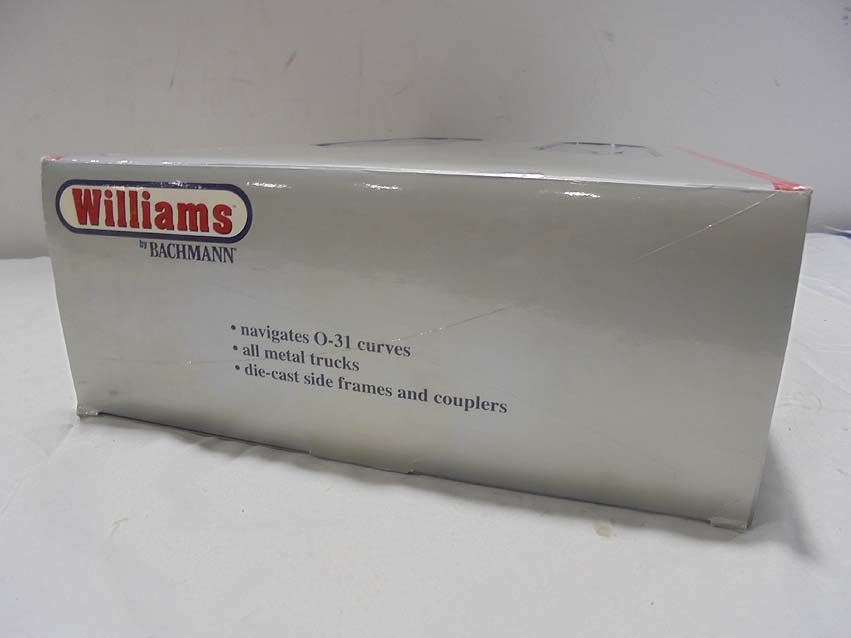 Williams
by BACHMANN
• navigates O-31 curves
• all metal trucks
• die-cast side frames and couplers